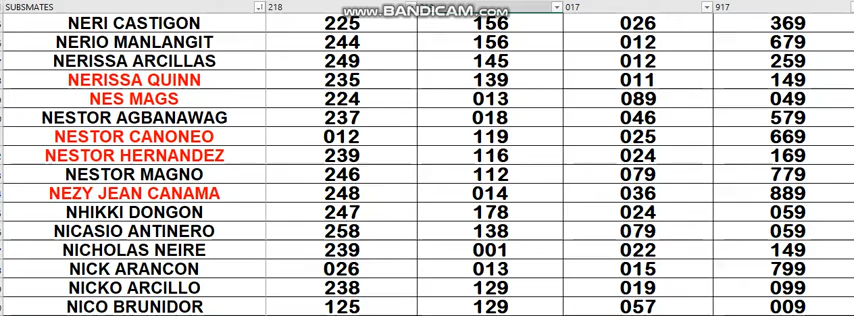 SUBSMATES 218 017 917
www.BANDICAM.com
NERI CASTIGON 225 156 026 369
NERIO MANLANGIT 244 156 012 679
NERISSA ARCILLAS 249 145 012 259
NERISSA QUINN 235 139 011 149
NES MAGS 224 013 089 049
NESTOR AGBANAWAG 237 018 046 579
NESTOR CANONEO 012 119 025 669
NESTOR HERNANDEZ 239 116 024 169
NESTOR MAGNO 246 112 079 779
NEZY JEAN CANAMA 248 014 036 889
NHIKKI DONGON 247 178 024 059
NICASIO ANTINERO 258 138 079 059
NICHOLAS NEIRE 239 001 022 149
NICK ARANCON 026 013 015 799
NICKO ARCILLO 238 129 019 099
NICO BRUNIDOR 125 129 057 009